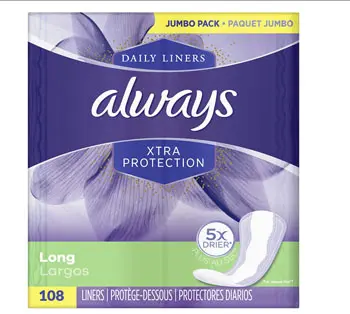 JUMBO PACK • PAQUET JUMBO
DAILY LINERS
always
XTRA
PROTECTION
5X
DRIER*
Long
Largos
108 LINERS | PROTÈGE-DESSOUS | PROTECTORES DIARIOS